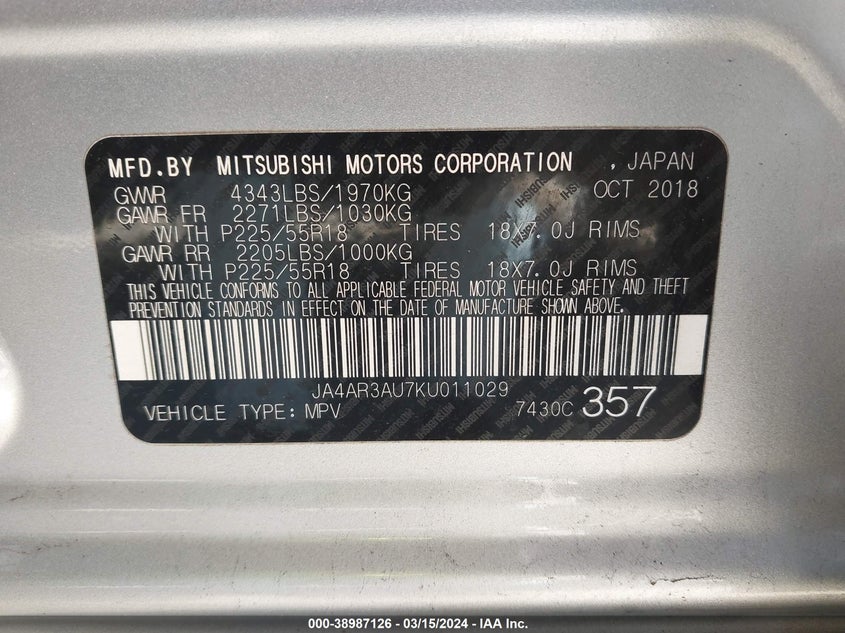 MFD.BY MITSUBISHI MOTORS CORPORATION , JAPAN
GVWR 4343LBS/1970KG OCT 2018
GAWR FR 2271LBS/1030KG
WITH P225/55R18 TIRES 18X7.0J RIMS
GAWR RR 2205LBS/1000KG
WITH P225/55R18 TIRES 18X7.0J RIMS
THIS VEHICLE CONFORMS TO ALL APPLICABLE FEDERAL MOTOR VEHICLE SAFETY AND THEFT
PREVENTION STANDARDS IN EFFECT ON THE DATE OF MANUFACTURE SHOWN ABOVE.
JA4AR3AU7KU011029
VEHICLE TYPE: MPV 7430C 357
000-38987126 - 03/15/2024 - IAA Inc.